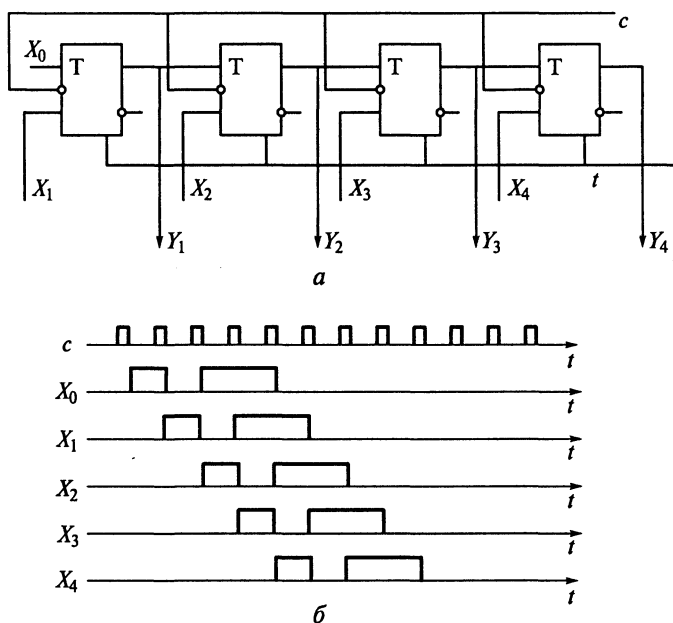 c
X₀ T T T T
X₁ X₂ X₃ X₄ t
Y₁ Y₂ Y₃ Y₄
а
c t
X₀ t
X₁ t
X₂ t
X₃ t
X₄ t
б